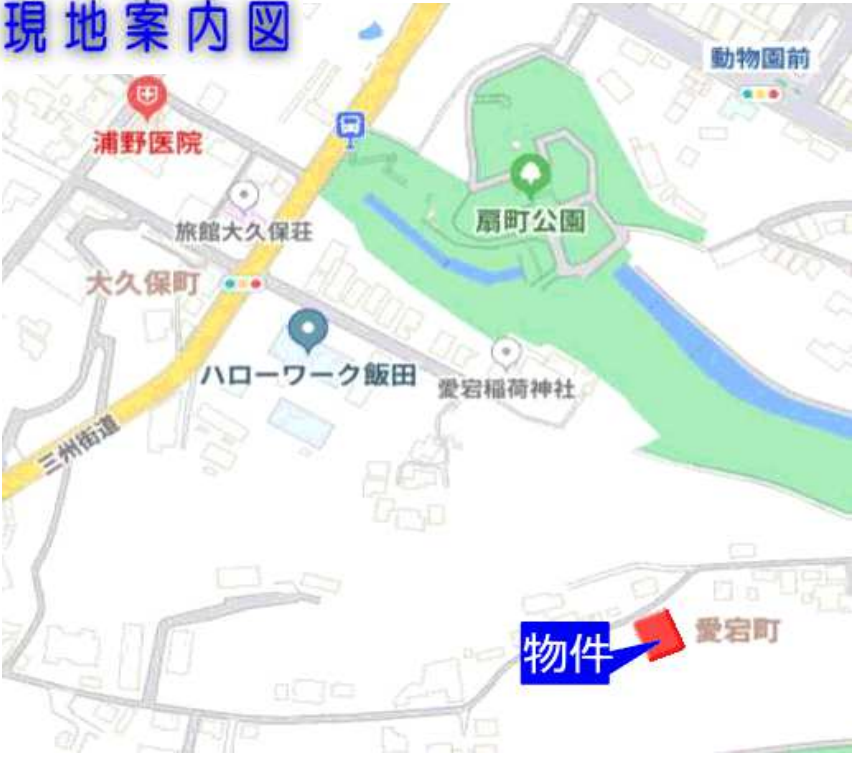 現地案内図
動物園前
浦野医院
扇町公園
旅館大久保荘
大久保町
ハローワーク飯田
愛宕稲荷神社
三州街道
物件
愛宕町